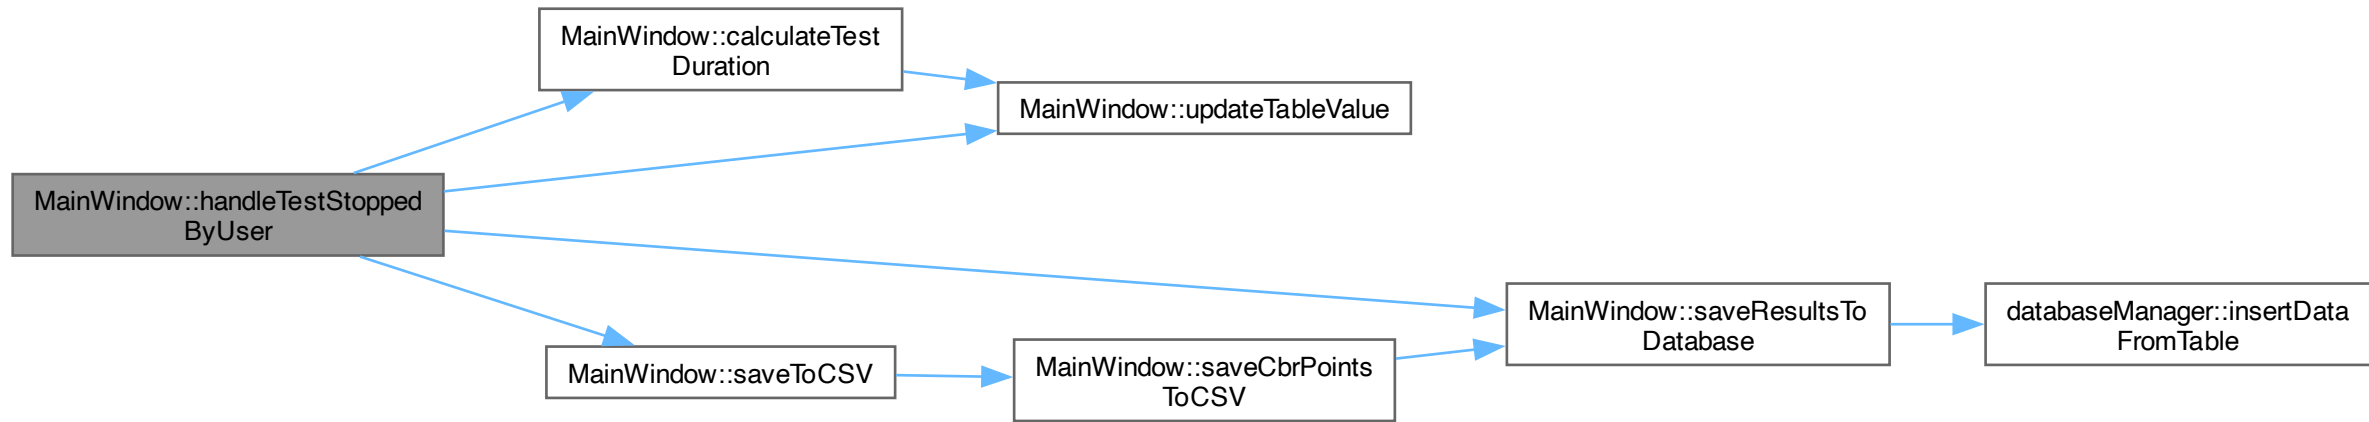 MainWindow::handleTestStopped
ByUser
MainWindow::calculateTest
Duration
MainWindow::updateTableValue
MainWindow::saveToCSV
MainWindow::saveCbrPoints
ToCSV
MainWindow::saveResultsTo
Database
databaseManager::insertData
FromTable